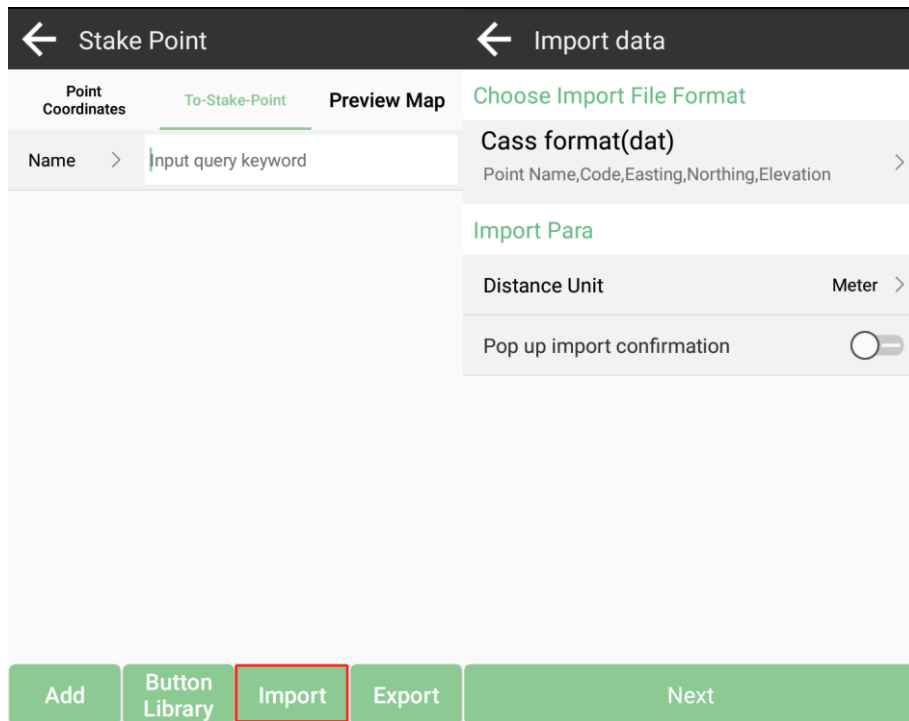 Stake Point
Point
Coordinates
To-Stake-Point
Preview Map
Name
Input query keyword
Add
Button
Library
Import
Export
Import data
Choose Import File Format
Cass format(dat)
Point Name,Code,Easting,Northing,Elevation
Import Para
Distance Unit
Meter
Pop up import confirmation
Next